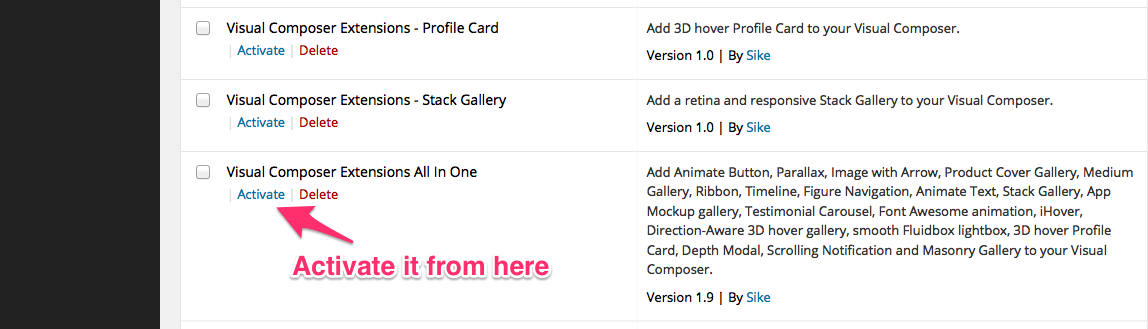 Visual Composer Extensions - Profile Card
| Activate | Delete
Add 3D hover Profile Card to your Visual Composer.
Version 1.0 | By Sike
Visual Composer Extensions - Stack Gallery
| Activate | Delete
Add a retina and responsive Stack Gallery to your Visual Composer.
Version 1.0 | By Sike
Visual Composer Extensions All In One
| Activate | Delete
Add Animate Button, Parallax, Image with Arrow, Product Cover Gallery, Medium
Gallery, Ribbon, Timeline, Figure Navigation, Animate Text, Stack Gallery, App
Mockup gallery, Testimonial Carousel, Font Awesome animation, iHover,
Direction-Aware 3D hover gallery, smooth Fluidbox lightbox, 3D hover Profile
Card, Depth Modal, Scrolling Notification and Masonry Gallery to your Visual
Composer.
Version 1.9 | By Sike
Activate it from here